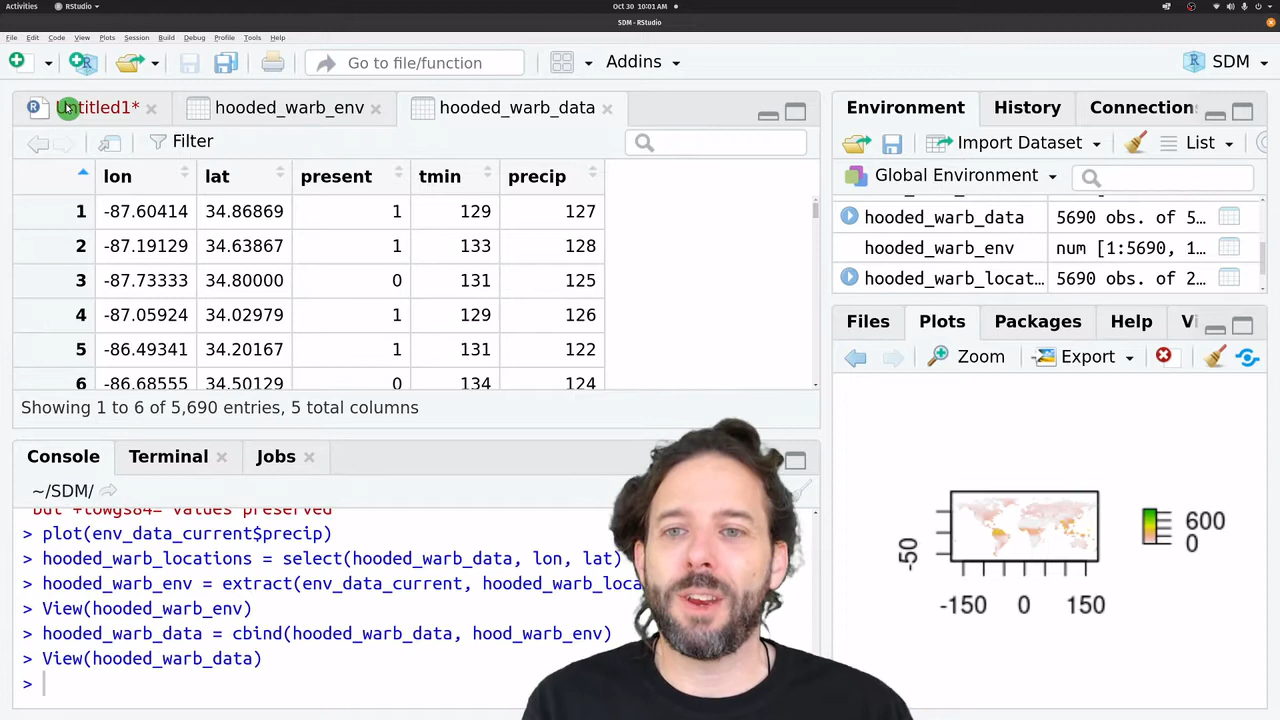 Activities RStudio Oct 30 10:01 AM
SDM - RStudio
File Edit Code View Plots Session Build Debug Profile Tools Help
Go to file/function Addins SDM
Untitled1* hooded_warb_env hooded_warb_data
Filter
lon lat present tmin precip
1 -87.60414 34.86869 1 129 127
2 -87.19129 34.63867 1 133 128
3 -87.73333 34.80000 0 131 125
4 -87.05924 34.02979 1 129 126
5 -86.49341 34.20167 1 131 122
6 -86.68555 34.50129 0 134 124
Showing 1 to 6 of 5,690 entries, 5 total columns
Console Terminal Jobs
~/SDM/
but +towgs84= values preserved
> plot(env_data_current$precip)
> hooded_warb_locations = select(hooded_warb_data, lon, lat)
> hooded_warb_env = extract(env_data_current, hooded_warb_loca
> View(hooded_warb_env)
> hooded_warb_data = cbind(hooded_warb_data, hood_warb_env)
> View(hooded_warb_data)
>
Environment History Connection
Import Dataset List
Global Environment
hooded_warb_data 5690 obs. of 5…
hooded_warb_env num [1:5690, 1…
hooded_warb_locat… 5690 obs. of 2…
Files Plots Packages Help Vi
Zoom Export
-50
600
0
-150 0 150